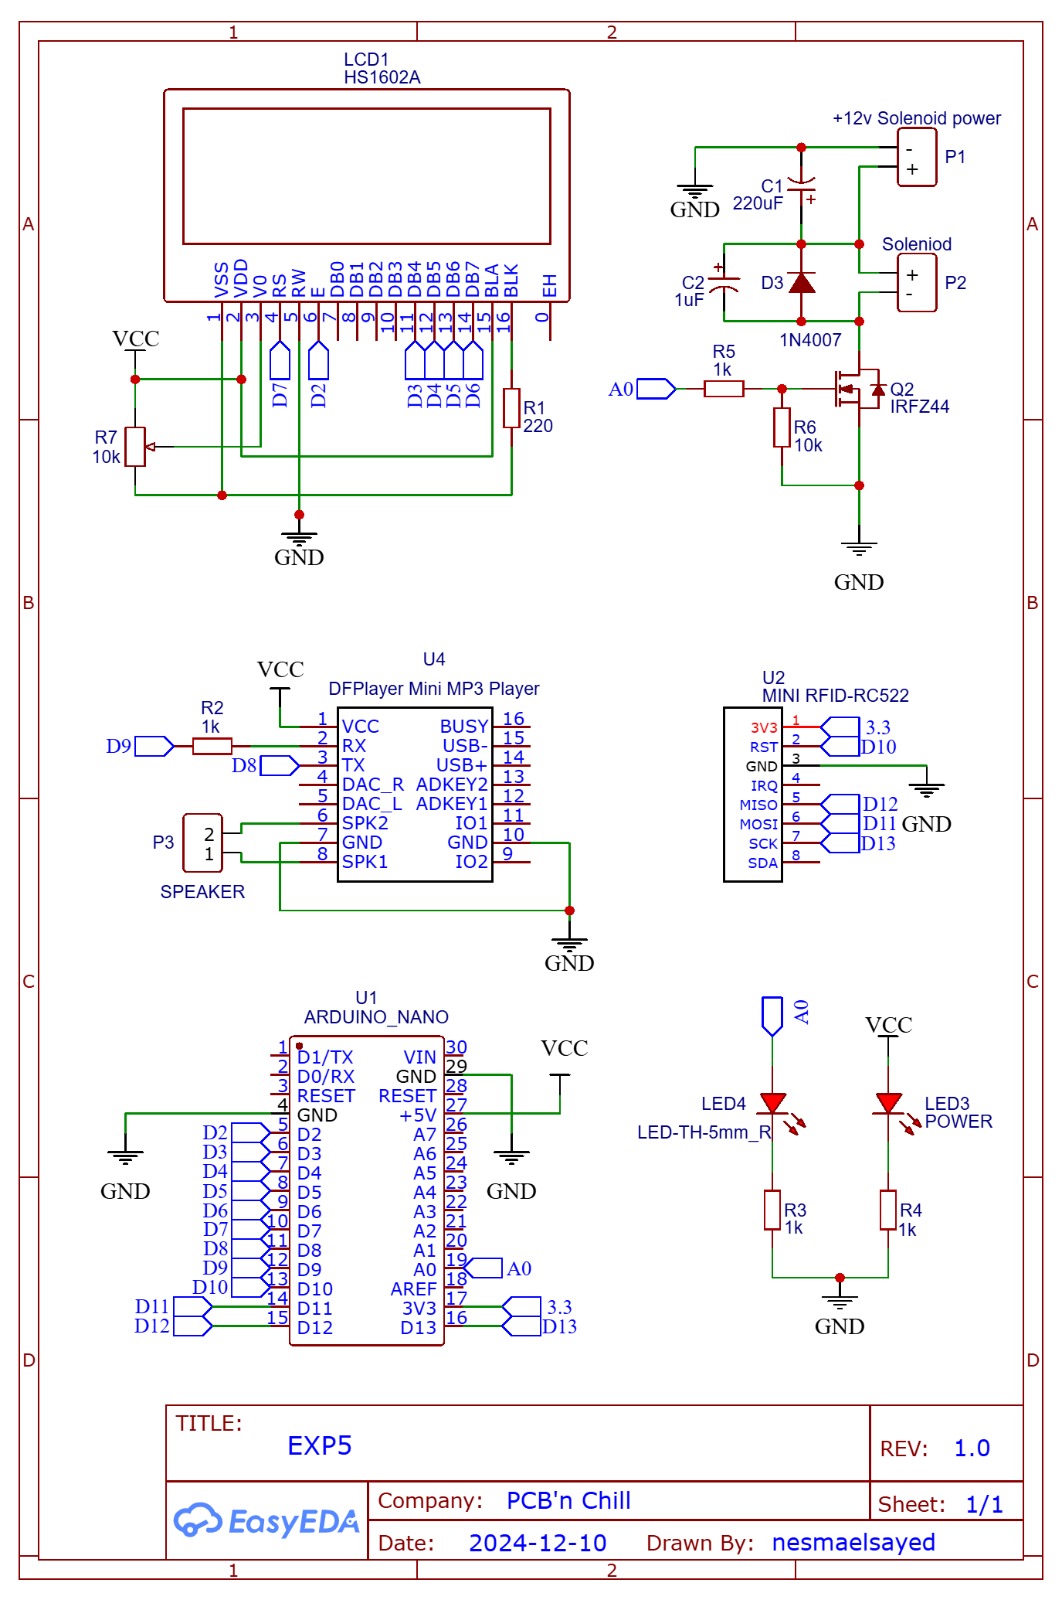 1
2
LCD1
HS1602A
VSS
VDD
V0
RS
RW
E
DB0
DB1
DB2
DB3
DB4
DB5
DB6
DB7
BLA
BLK
EH
1
2
3
4
5
6
7
8
9
10
11
12
13
14
15
16
0
VCC
D7
D2
D3
D4
D5
D6
R7
10k
R1
220
GND
+12v Solenoid power
-
+
P1
C1
220uF
+
GND
Soleniod
+
-
P2
+
C2
1uF
D3
1N4007
A0
R5
1k
R6
10k
Q2
IRFZ44
GND
A
A
B
B
U4
DFPlayer Mini MP3 Player
VCC
R2
1k
D9
D8
1 VCC BUSY 16
2 RX USB- 15
3 TX USB+ 14
4 DAC_R ADKEY2 13
5 DAC_L ADKEY1 12
6 SPK2 IO1 11
7 GND GND 10
8 SPK1 IO2 9
P3
2
1
SPEAKER
GND
U2
MINI RFID-RC522
3V3 1 3.3
RST 2 D10
GND 3
IRQ 4
MISO 5 D12
MOSI 6 D11
SCK 7 D13
SDA 8
GND
C
C
U1
ARDUINO_NANO
1 D1/TX VIN 30
2 D0/RX GND 29
3 RESET RESET 28
4 GND +5V 27
D2 5 D2 A7 26
D3 6 D3 A6 25
D4 7 D4 A5 24
D5 8 D5 A4 23
D6 9 D6 A3 22
D7 10 D7 A2 21
D8 11 D8 A1 20
D9 12 D9 A0 19 A0
D10 13 D10 AREF 18
D11 14 D11 3V3 17 3.3
D12 15 D12 D13 16 D13
GND
VCC
GND
A0
LED4
LED-TH-5mm_R
R3
1k
VCC
LED3
POWER
R4
1k
GND
D
D
TITLE:
EXP5
REV: 1.0
EasyEDA
Company: PCB'n Chill
Sheet: 1/1
Date: 2024-12-10 Drawn By: nesmaelsayed
1
2